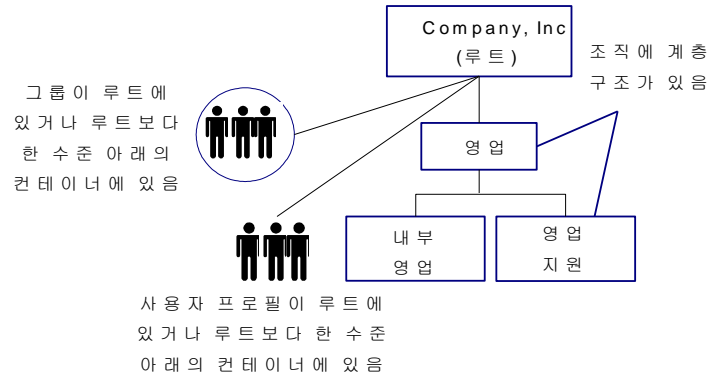 Company, Inc
(루트)
조직에 계층
구조가 있음
그룹이 루트에
있거나 루트보다
한 수준 아래의
컨테이너에 있음
영업
내부
영업
영업
지원
사용자 프로필이 루트에
있거나 루트보다 한 수준
아래의 컨테이너에 있음